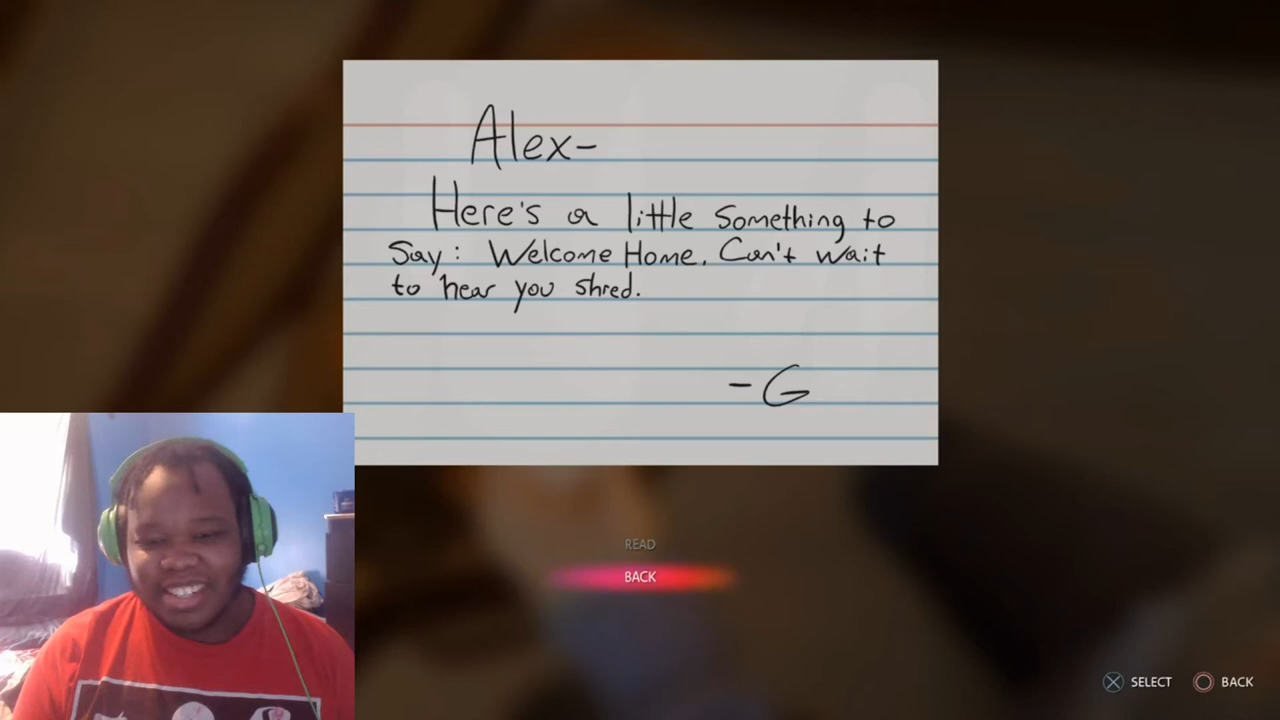 Alex-
Here's a little something to
Say: Welcome Home. Can't wait
to hear you shred.
-G
READ
BACK
SELECT
BACK